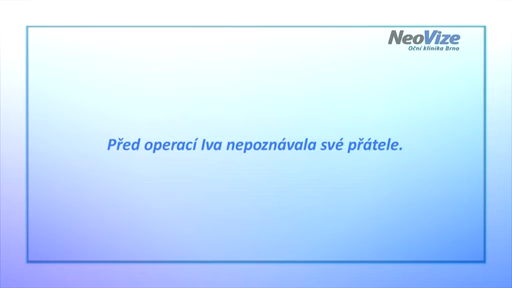 NeoVize
Oční klinika Brno
Před operací Iva nepoznávala své přátele.